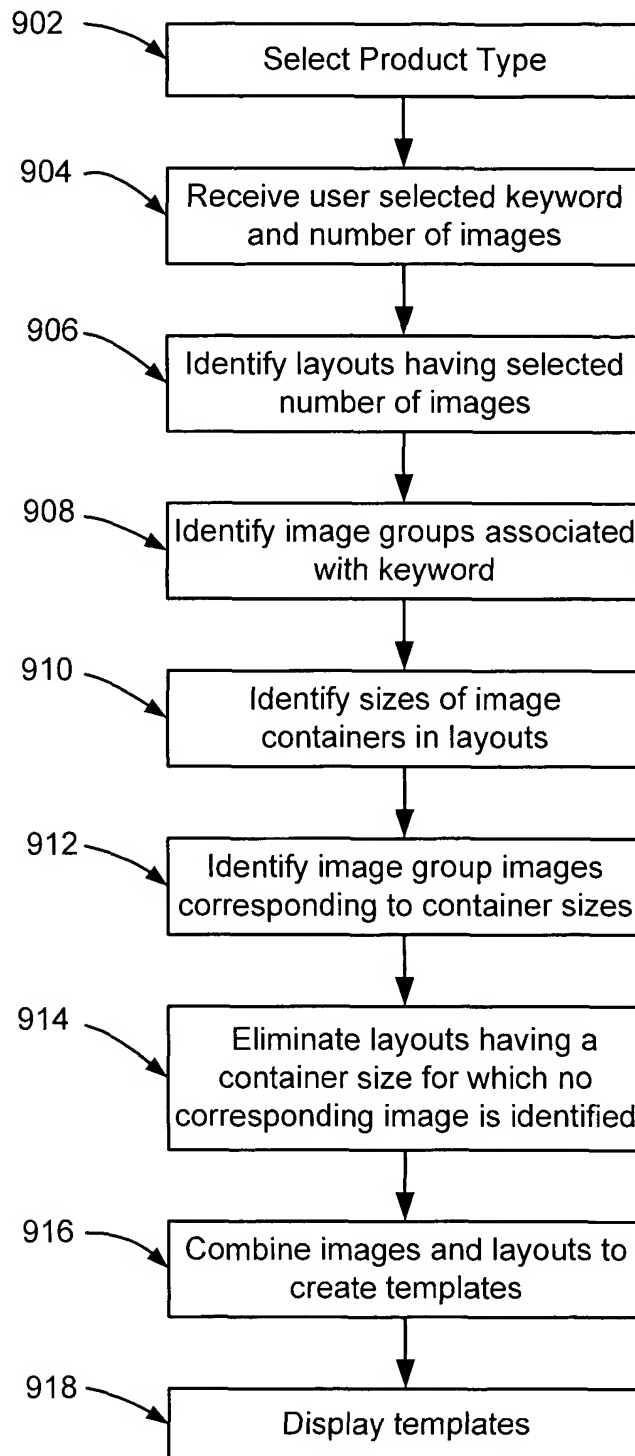 902
Select Product Type
904
Receive user selected keyword
and number of images
906
Identify layouts having selected
number of images
908
Identify image groups associated
with keyword
910
Identify sizes of image
containers in layouts
912
Identify image group images
corresponding to container sizes
914
Eliminate layouts having a
container size for which no
corresponding image is identified
916
Combine images and layouts to
create templates
918
Display templates